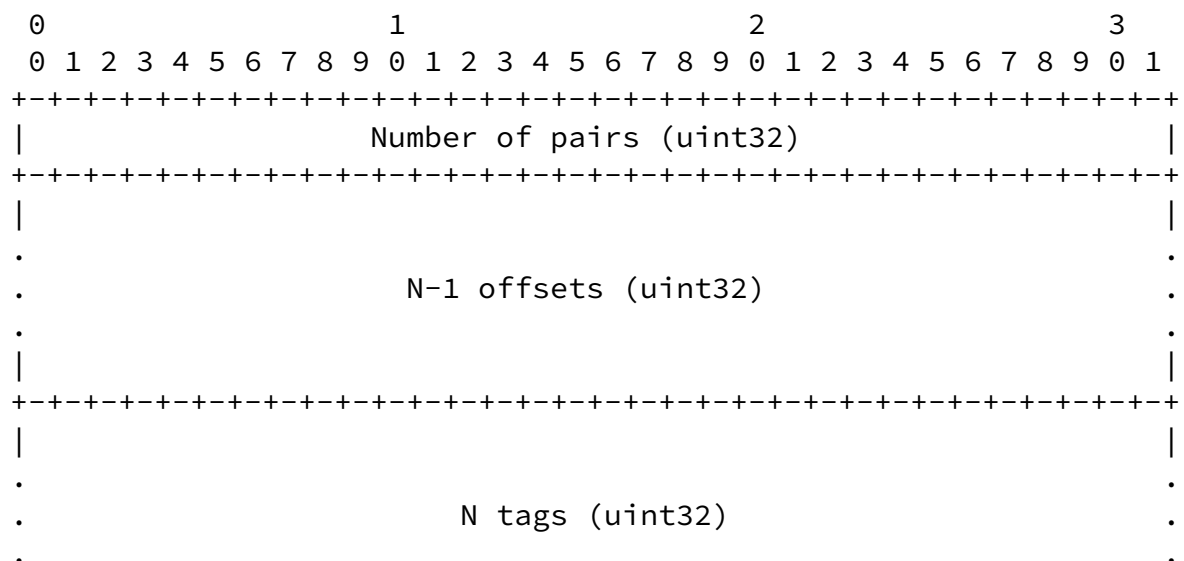 0                   1                   2                   3
 0 1 2 3 4 5 6 7 8 9 0 1 2 3 4 5 6 7 8 9 0 1 2 3 4 5 6 7 8 9 0 1
+-+-+-+-+-+-+-+-+-+-+-+-+-+-+-+-+-+-+-+-+-+-+-+-+-+-+-+-+-+-+-+-+
|                   Number of pairs (uint32)                    |
+-+-+-+-+-+-+-+-+-+-+-+-+-+-+-+-+-+-+-+-+-+-+-+-+-+-+-+-+-+-+-+-+
|                                                               |
.                                                               .
.                     N-1 offsets (uint32)                      .
.                                                               .
|                                                               |
+-+-+-+-+-+-+-+-+-+-+-+-+-+-+-+-+-+-+-+-+-+-+-+-+-+-+-+-+-+-+-+-+
|                                                               |
.                                                               .
.                        N tags (uint32)                        .
.                                                               .